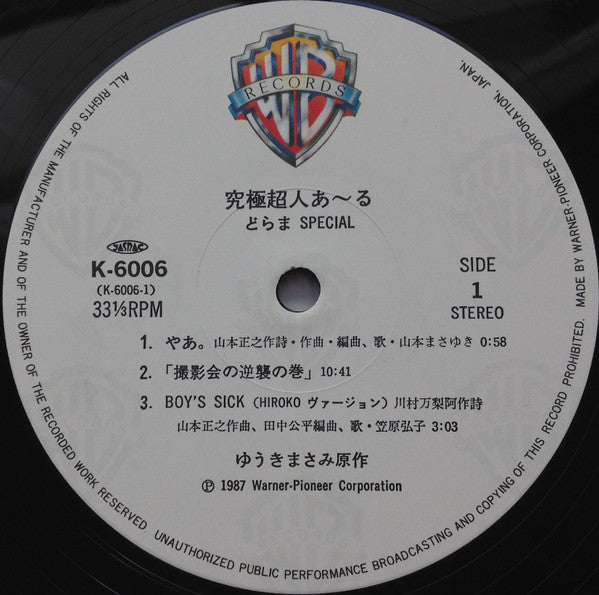 WB
RECORDS
究極超人あ〜る
どらま SPECIAL
JASRAC
K-6006
(K-6006-1)
33⅓RPM
SIDE
1
STEREO
1. やあ。山本正之作詩・作曲・編曲、歌・山本まさゆき 0:58
2. 「撮影会の逆襲の巻」10:41
3. BOY'S SICK (HIROKO ヴァージョン) 川村万梨阿作詩
山本正之作曲、田中公平編曲、歌・笠原弘子 3:03
ゆうきまさみ原作
Ⓟ 1987 Warner-Pioneer Corporation
ALL RIGHTS OF THE MANUFACTURER AND OF THE OWNER OF THE RECORDED WORK RESERVED UNAUTHORIZED PUBLIC PERFORMANCE BROADCASTING AND COPYING OF THIS RECORD PROHIBITED. MADE BY WARNER-PIONEER CORPORATION, JAPAN.